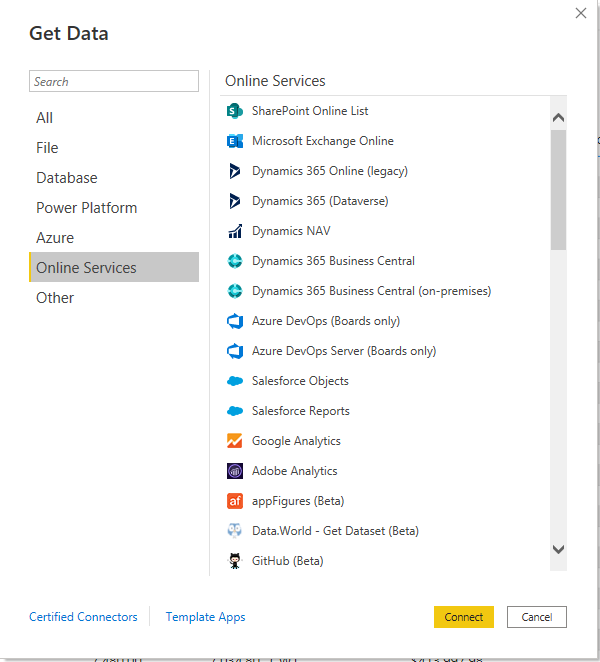 Get Data
Search
All
File
Database
Power Platform
Azure
Online Services
Other
Online Services
SharePoint Online List
Microsoft Exchange Online
Dynamics 365 Online (legacy)
Dynamics 365 (Dataverse)
Dynamics NAV
Dynamics 365 Business Central
Dynamics 365 Business Central (on-premises)
Azure DevOps (Boards only)
Azure DevOps Server (Boards only)
Salesforce Objects
Salesforce Reports
Google Analytics
Adobe Analytics
appFigures (Beta)
Data.World - Get Dataset (Beta)
GitHub (Beta)
Certified Connectors
Template Apps
Connect
Cancel